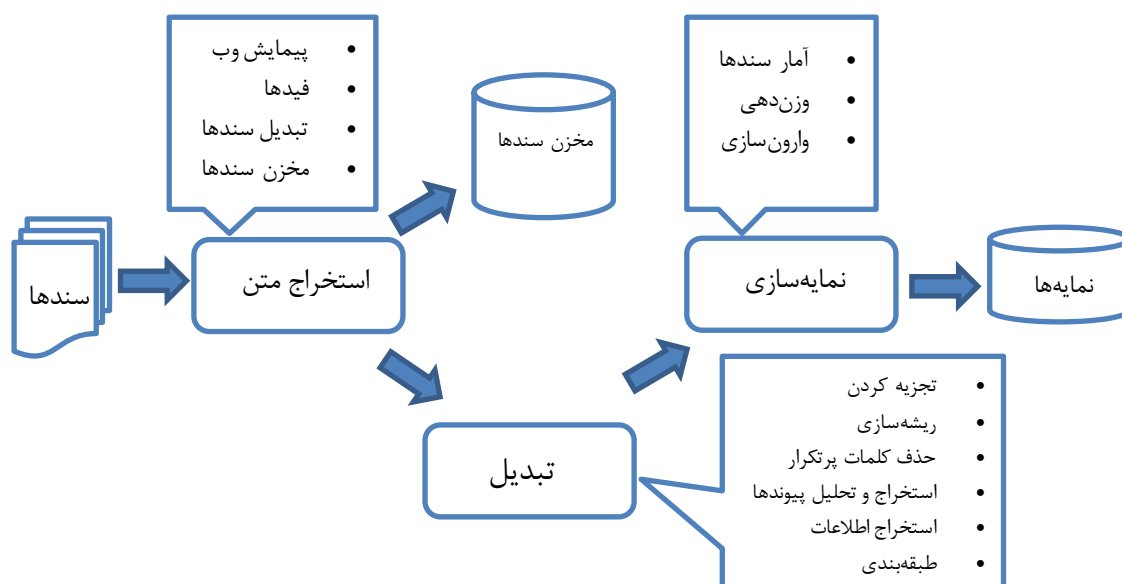 • پیمایش وب
• فیدها
• تبدیل سندها
• مخزن سندها
مخزن سندها
• آمار سندها
• وزن‌دهی
• وارون‌سازی
سندها
استخراج متن
نمایه‌سازی
نمایه‌ها
تبدیل
• تجزیه کردن
• ریشه‌سازی
• حذف کلمات پرتکرار
• استخراج و تحلیل پیوندها
• استخراج اطلاعات
• طبقه‌بندی